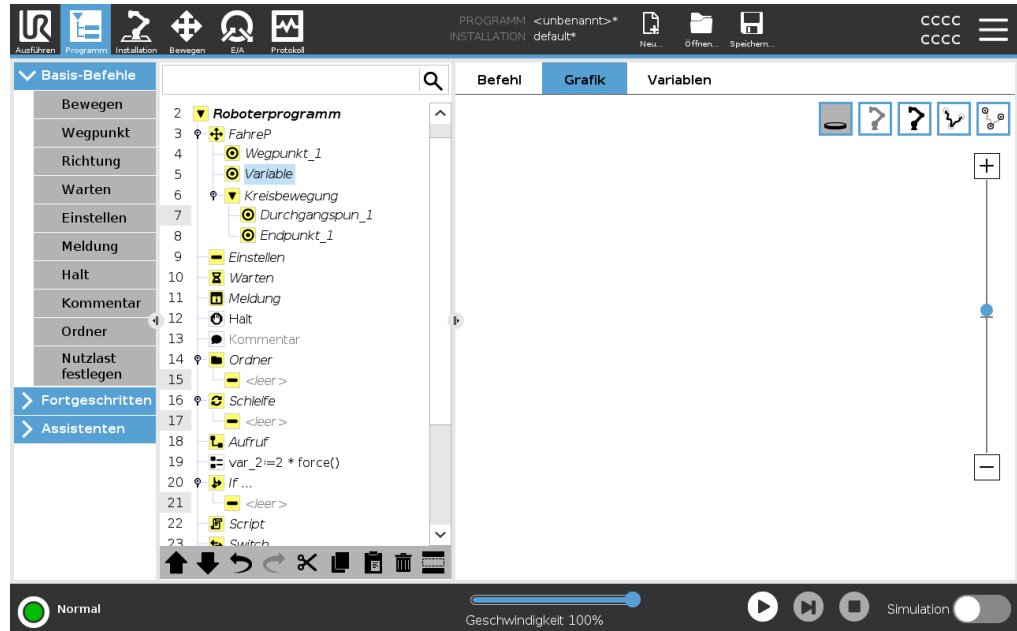 PROGRAMM <unbenannt>*
INSTALLATION default*
Ausführen Programm Installation Bewegen E/A Protokoll
Neu... Öffnen... Speichern...
CCCC
CCCC
Basis-Befehle
Bewegen
Wegpunkt
Richtung
Warten
Einstellen
Meldung
Halt
Kommentar
Ordner
Nutzlast
festlegen
Fortgeschritten
Assistenten
2 Roboterprogramm
3 FahreP
4 Wegpunkt_1
5 Variable
6 Kreisbewegung
7 Durchgangspun_1
8 Endpunkt_1
9 Einstellen
10 Warten
11 Meldung
12 Halt
13 Kommentar
14 Ordner
15 <leer>
16 Schleife
17 <leer>
18 Aufruf
19 var_2:=2 * force()
20 If ...
21 <leer>
22 Script
23 Switch
Befehl Grafik Variablen
Normal
Geschwindigkeit 100%
Simulation